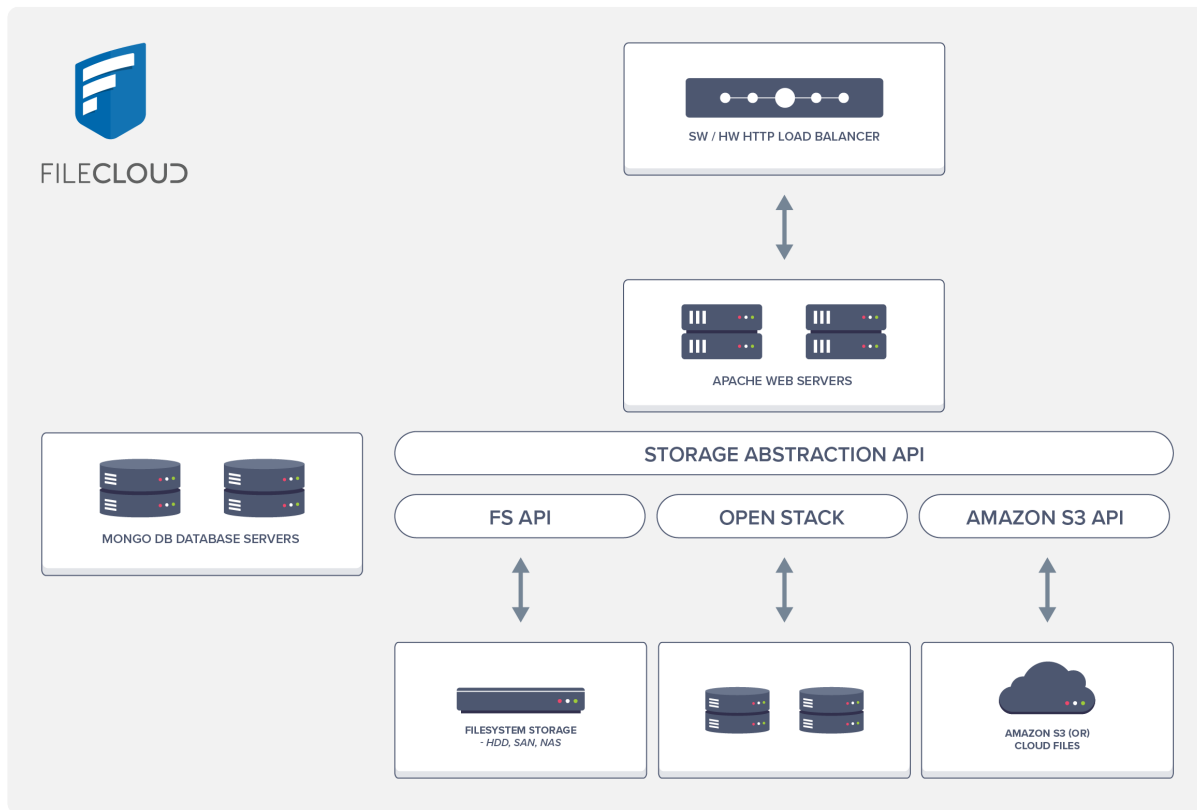 FILECLOUD
SW / HW HTTP LOAD BALANCER
APACHE WEB SERVERS
MONGO DB DATABASE SERVERS
STORAGE ABSTRACTION API
FS API
OPEN STACK
AMAZON S3 API
FILESYSTEM STORAGE
- HDD, SAN, NAS
AMAZON S3 (OR)
CLOUD FILES